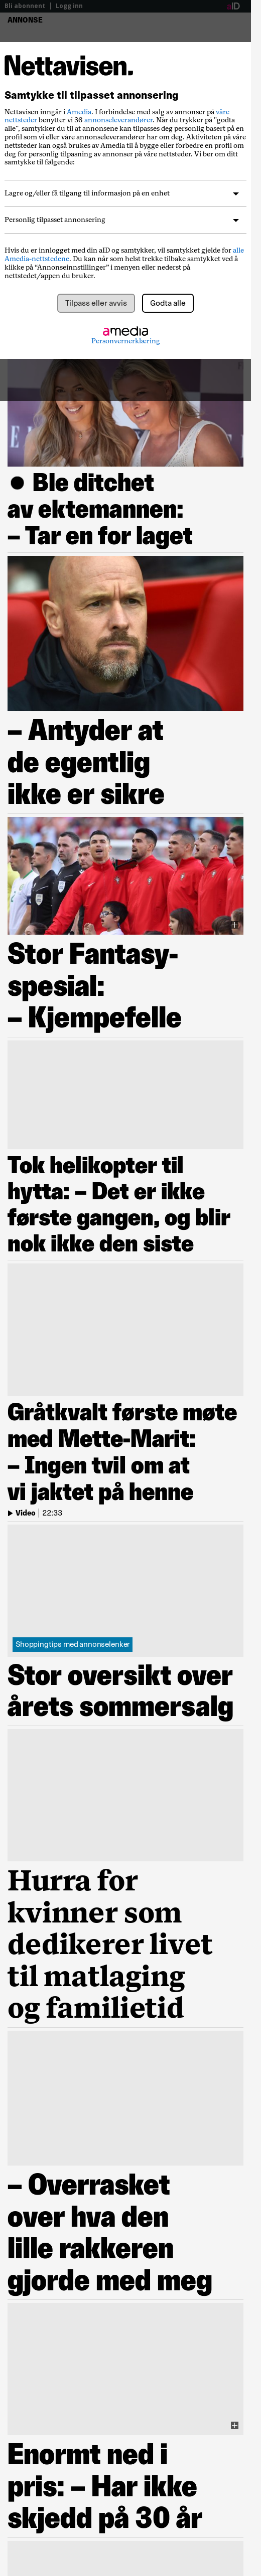 Bli abonnent | Logg inn
aID
ANNONSE
Nettavisen.
Samtykke til tilpasset annonsering
Nettavisen inngår i Amedia. I forbindelse med salg av annonser på våre
nettsteder benytter vi 36 annonseleverandører. Når du trykker på "godta
alle", samtykker du til at annonsene kan tilpasses deg personlig basert på en
profil som vi eller våre annonseleverandører har om deg. Aktiviteten på våre
nettsteder kan også brukes av Amedia til å bygge eller forbedre en profil om
deg for personlig tilpasning av annonser på våre nettsteder. Vi ber om ditt
samtykke til følgende:
Lagre og/eller få tilgang til informasjon på en enhet
Personlig tilpasset annonsering
Hvis du er innlogget med din aID og samtykker, vil samtykket gjelde for alle
Amedia-nettstedene. Du kan når som helst trekke tilbake samtykket ved å
klikke på “Annonseinnstillinger” i menyen eller nederst på
nettstedet/appen du bruker.
Tilpass eller avvis
Godta alle
amedia
Personvernerklæring
● Ble ditchet
av ektemannen:
– Tar en for laget
– Antyder at
de egentlig
ikke er sikre
Stor Fantasy-
spesial:
– Kjempefelle
Tok helikopter til
hytta: – Det er ikke
første gangen, og blir
nok ikke den siste
Gråtkvalt første møte
med Mette-Marit:
– Ingen tvil om at
vi jaktet på henne
Video | 22:33
Shoppingtips med annonselenker
Stor oversikt over
årets sommersalg
Hurra for
kvinner som
dedikerer livet
til matlaging
og familietid
– Overrasket
over hva den
lille rakkeren
gjorde med meg
Enormt ned i
pris: – Har ikke
skjedd på 30 år